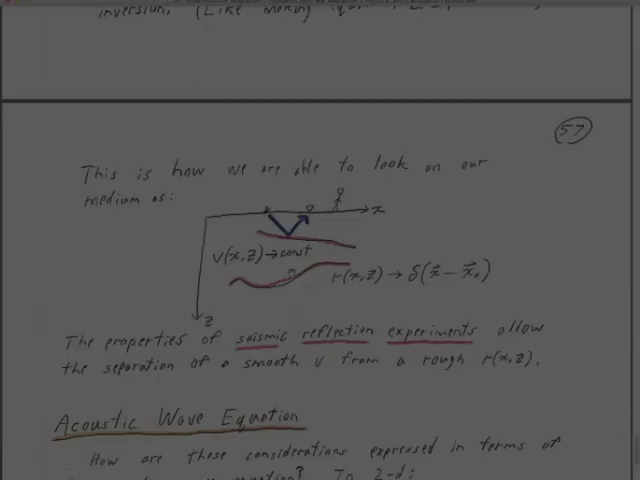 inversion. (Like making
57
This is how we are able to look on our
medium as:
x
v(x,z)→const
r(x,z) → δ(x⃗ - x⃗₀)
z
The properties of seismic reflection experiments allow
the separation of a smooth v from a rough r(x,z).
Acoustic Wave Equation
How are these considerations expressed in terms of
equation? In 2-d: